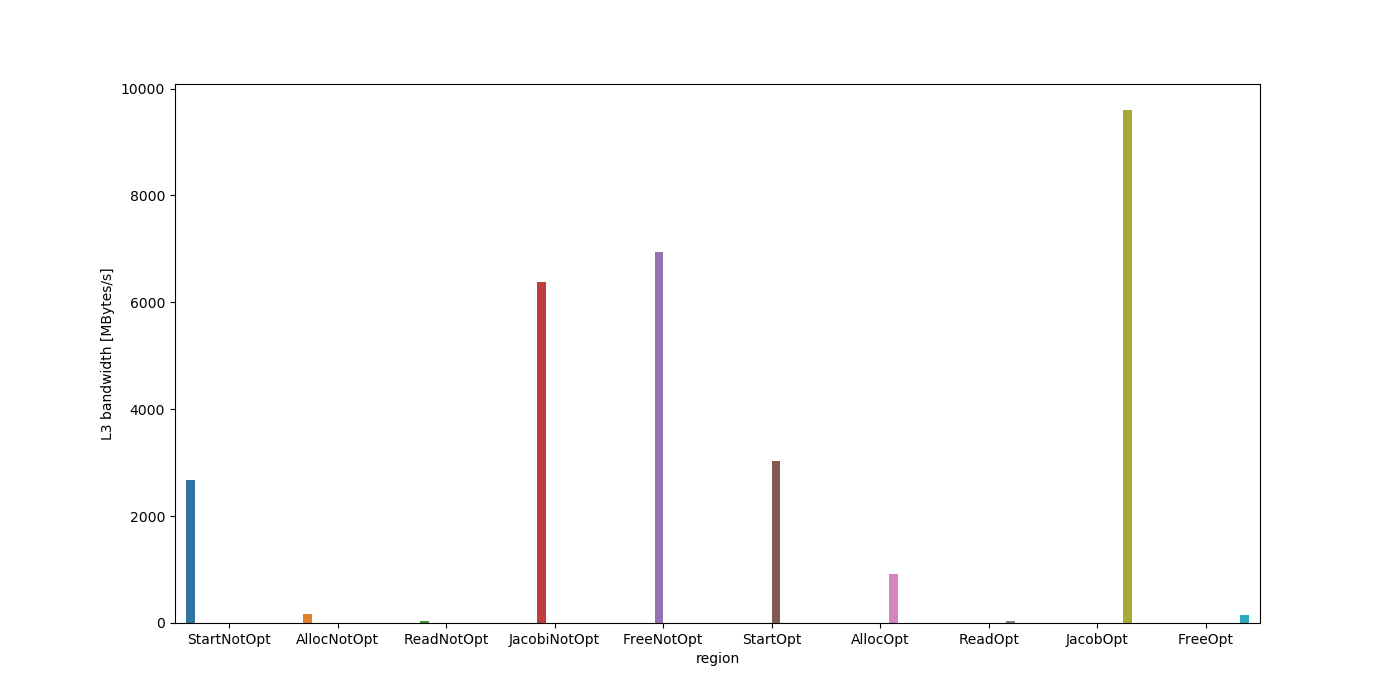 10000
8000
6000
4000
2000
0
L3 bandwidth [MBytes/s]
StartNotOpt AllocNotOpt ReadNotOpt JacobiNotOpt FreeNotOpt StartOpt AllocOpt ReadOpt JacobOpt FreeOpt
region